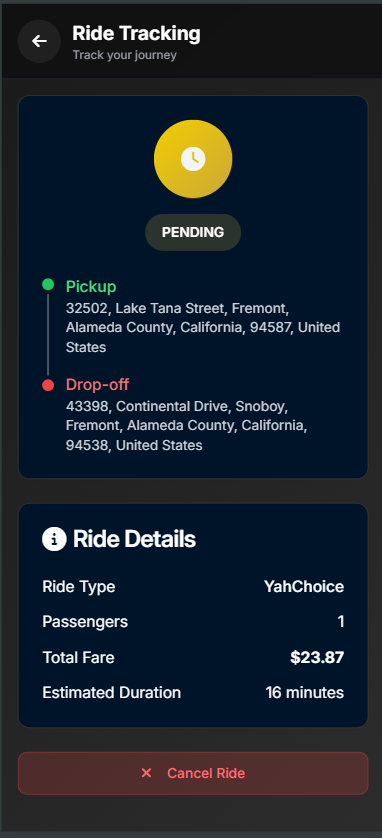 Ride Tracking
Track your journey
PENDING
Pickup
32502, Lake Tana Street, Fremont,
Alameda County, California, 94587, United
States
Drop-off
43398, Continental Drive, Snoboy,
Fremont, Alameda County, California,
94538, United States
Ride Details
Ride Type YahChoice
Passengers 1
Total Fare $23.87
Estimated Duration 16 minutes
Cancel Ride